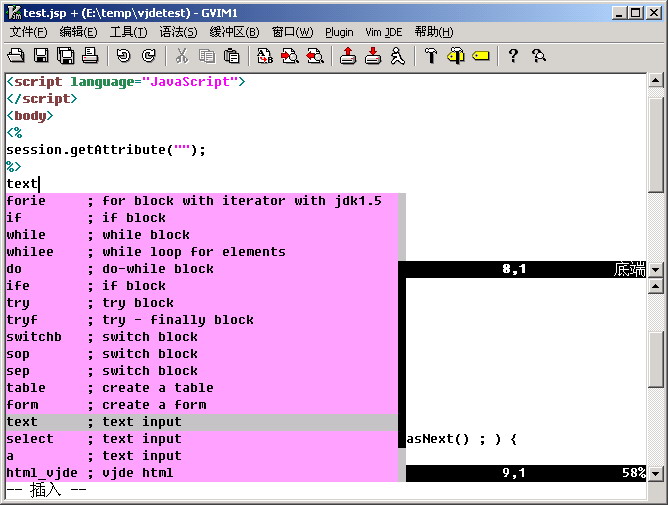 test.jsp + (E:\temp\vjdetest) - GVIM1
文件(F) 编辑(E) 工具(T) 语法(S) 缓冲区(B) 窗口(W) Plugin Vim JDE 帮助(H)
<script language="JavaScript">
</script>
<body>
<%
session.getAttribute("");
%>
text
forie ; for block with iterator with jdk1.5
if ; if block
while ; while block
whilee ; while loop for elements
do ; do-while block
8,1 底端
ife ; if block
try ; try block
tryf ; try - finally block
switchb ; switch block
sop ; switch block
sep ; switch block
table ; create a table
form ; create a form
text ; text input
select ; text input
asNext() ; ) {
a ; text input
html_vjde ; vjde html
9,1 58%
-- 插入 --